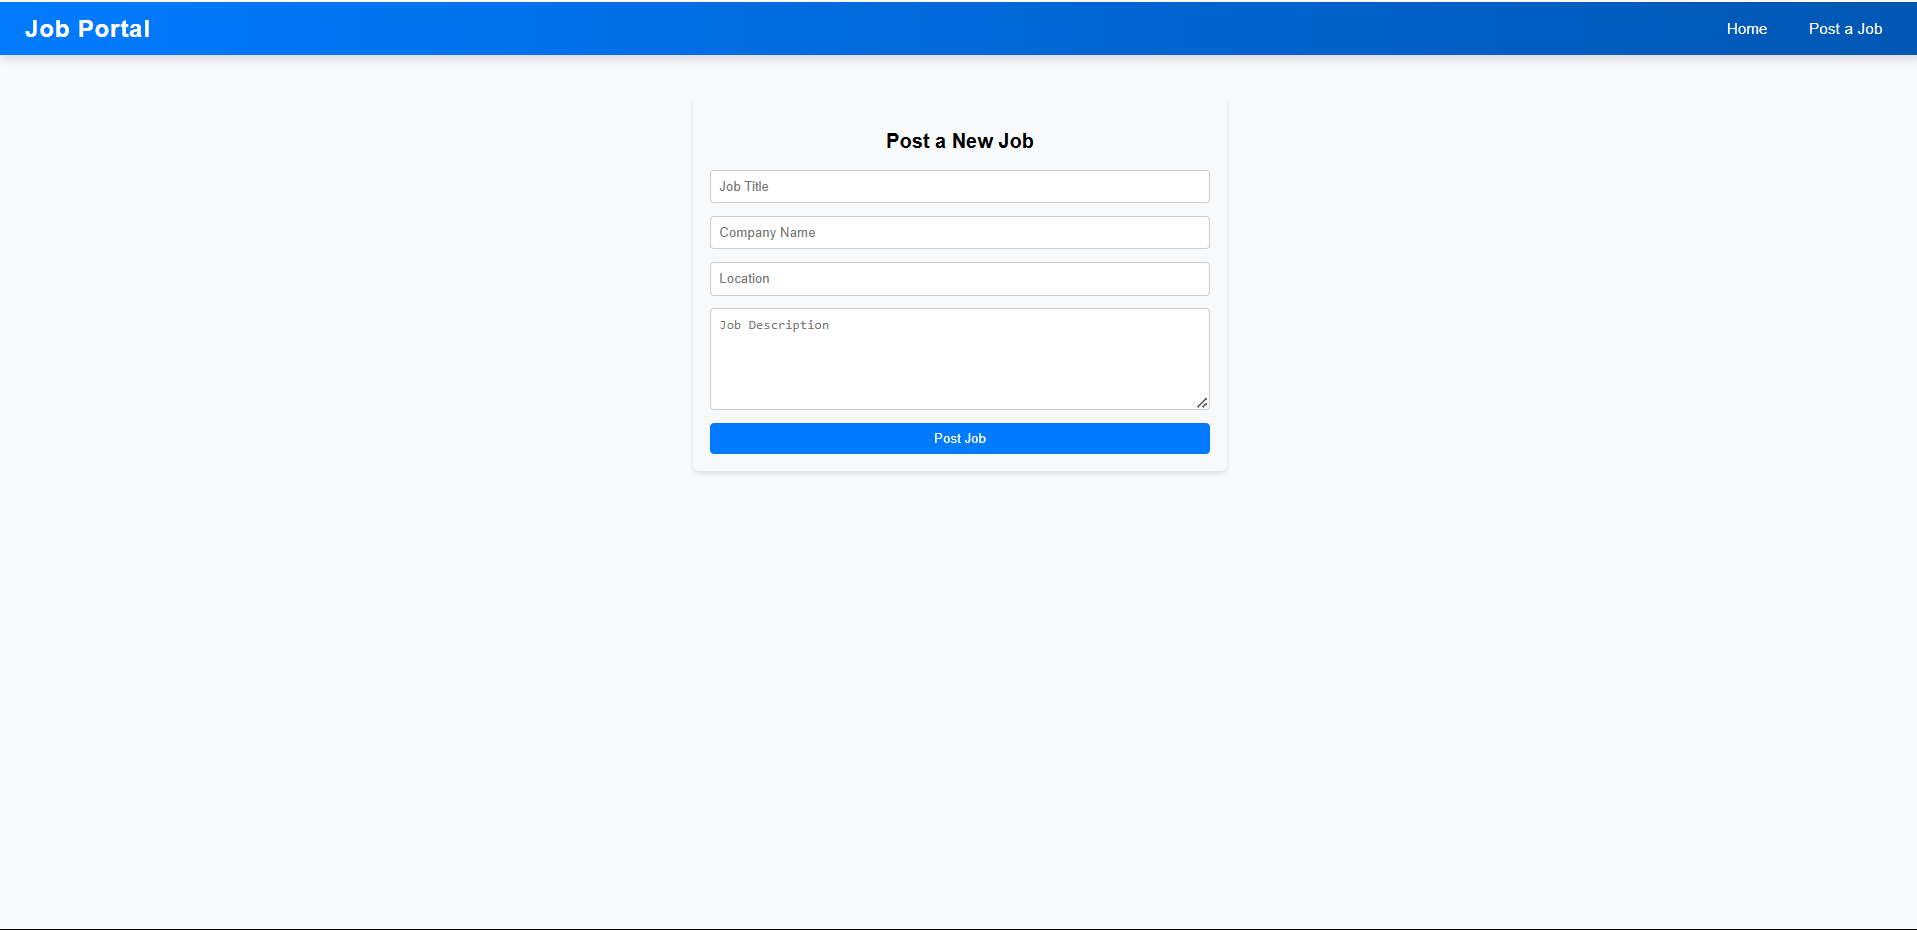 Job Portal
Home
Post a Job
Post a New Job
Job Title
Company Name
Location
Job Description
Post Job